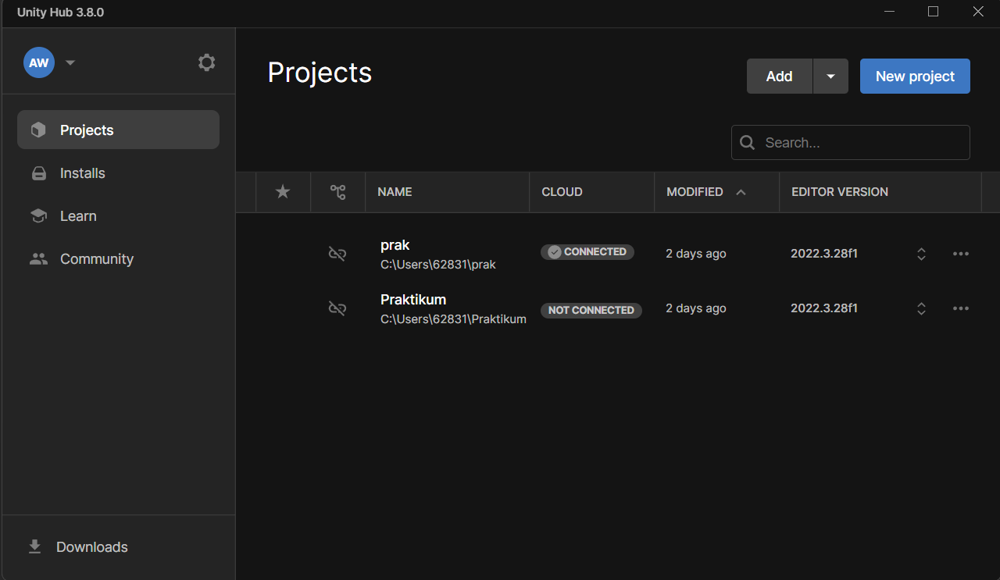 Unity Hub 3.8.0
AW
Projects
Installs
Learn
Community
Downloads
Projects
Add
New project
Search...
NAME CLOUD MODIFIED EDITOR VERSION
prak
C:\Users\62831\prak
CONNECTED
2 days ago
2022.3.28f1
Praktikum
C:\Users\62831\Praktikum
NOT CONNECTED
2 days ago
2022.3.28f1